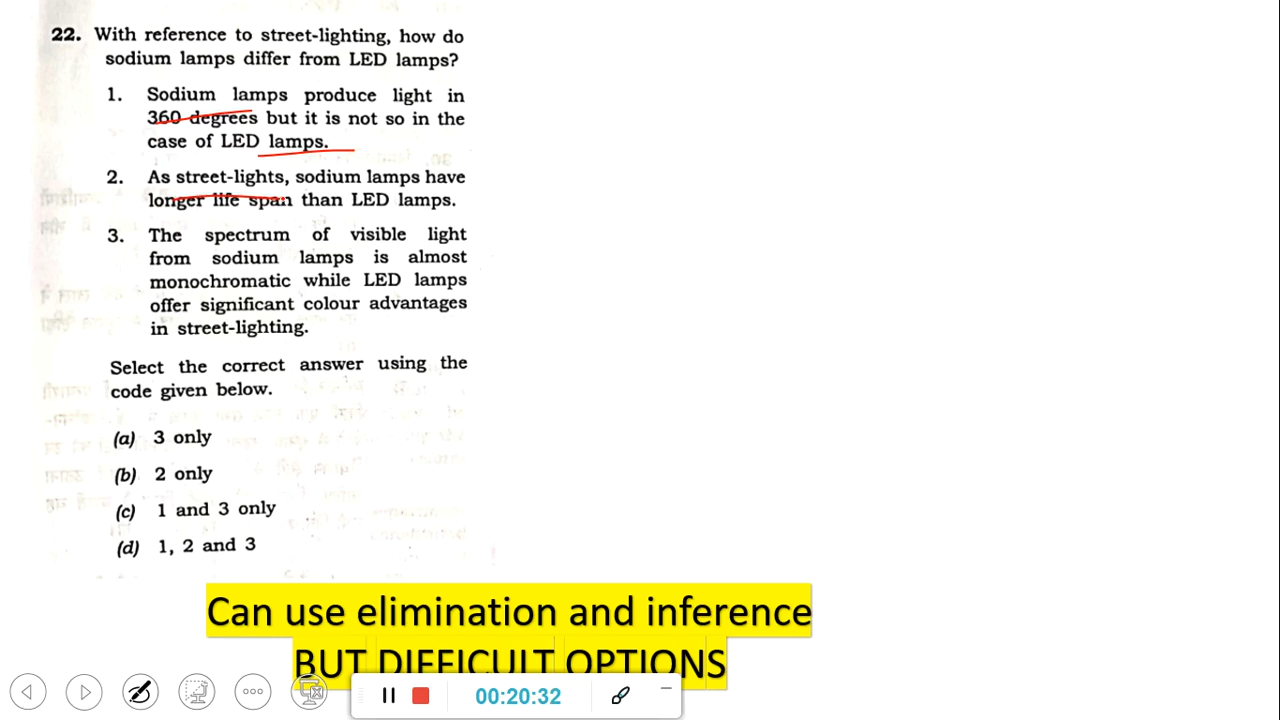 22. With reference to street-lighting, how do
sodium lamps differ from LED lamps?
1. Sodium lamps produce light in
360 degrees but it is not so in the
case of LED lamps.
2. As street-lights, sodium lamps have
longer life span than LED lamps.
3. The spectrum of visible light
from sodium lamps is almost
monochromatic while LED lamps
offer significant colour advantages
in street-lighting.
Select the correct answer using the
code given below.
(a) 3 only
(b) 2 only
(c) 1 and 3 only
(d) 1, 2 and 3
Can use elimination and inference
BUT DIFFICULT OPTIONS
00:20:32